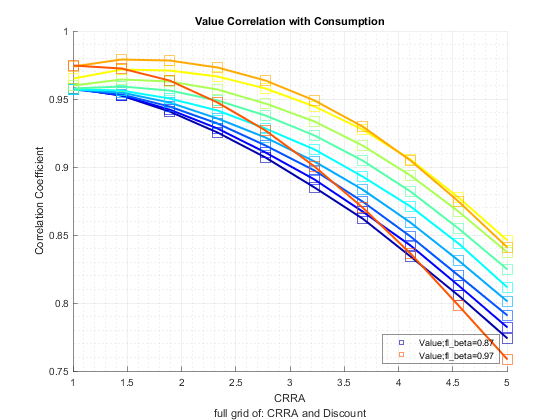 Value Correlation with Consumption
Correlation Coefficient
1
0.95
0.9
0.85
0.8
0.75
1 1.5 2 2.5 3 3.5 4 4.5 5
Value;fl_beta=0.87
Value;fl_beta=0.97
CRRA
full grid of: CRRA and Discount